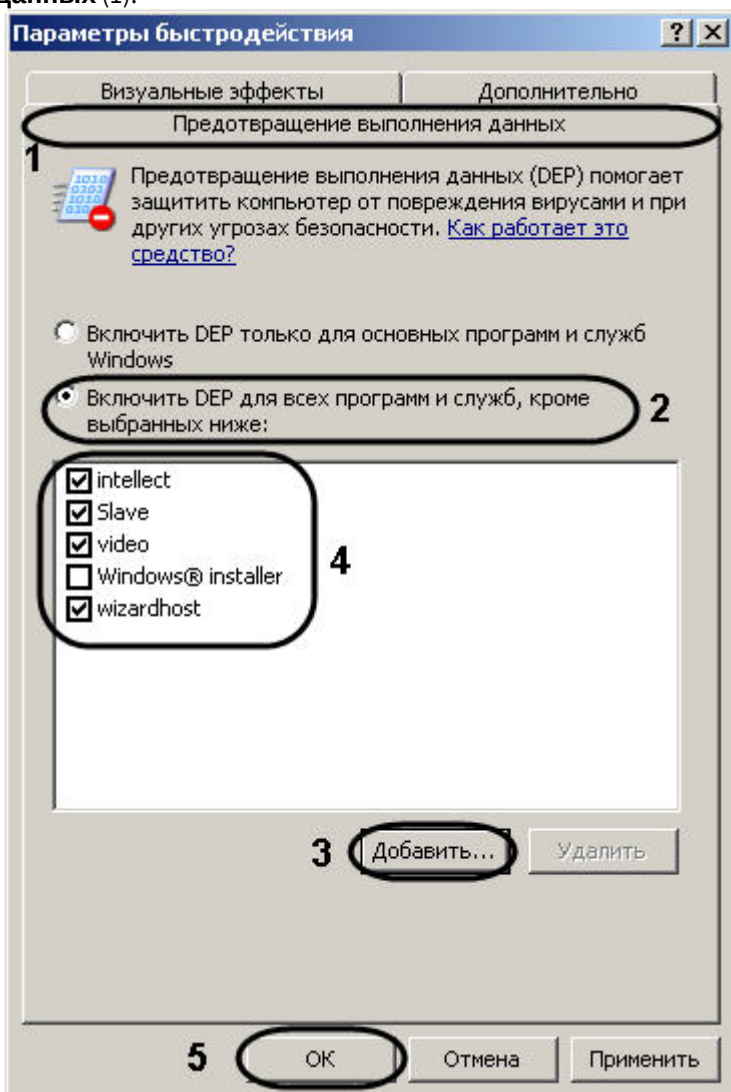 данных (1).
Параметры быстродействия
Визуальные эффекты Дополнительно
Предотвращение выполнения данных
1
Предотвращение выполнения данных (DEP) помогает
защитить компьютер от повреждения вирусами и при
других угрозах безопасности. Как работает это
средство?
Включить DEP только для основных программ и служб
Windows
Включить DEP для всех программ и служб, кроме
выбранных ниже:
2
intellect
Slave
video
Windows® installer
wizardhost
4
3 Добавить... Удалить
5 ОК Отмена Применить